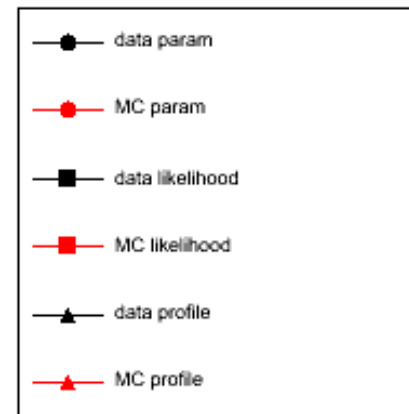 data param
MC param
data likelihood
MC likelihood
data profile
MC profile